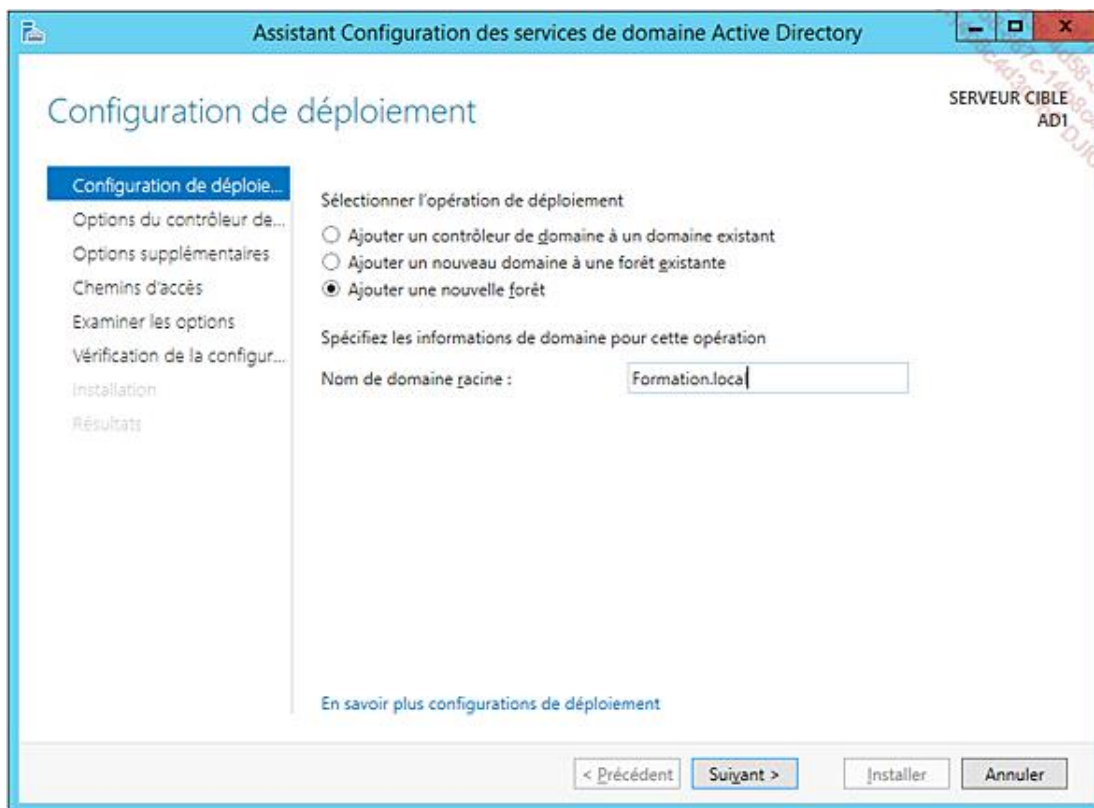 Assistant Configuration des services de domaine Active Directory
Configuration de déploiement
SERVEUR CIBLE
AD1
Configuration de déploie...
Options du contrôleur de...
Options supplémentaires
Chemins d'accès
Examiner les options
Vérification de la configur...
Installation
Résultats
Sélectionner l'opération de déploiement
Ajouter un contrôleur de domaine à un domaine existant
Ajouter un nouveau domaine à une forêt existante
Ajouter une nouvelle forêt
Spécifiez les informations de domaine pour cette opération
Nom de domaine racine :
Formation.local
En savoir plus configurations de déploiement
< Précédent
Suivant >
Installer
Annuler